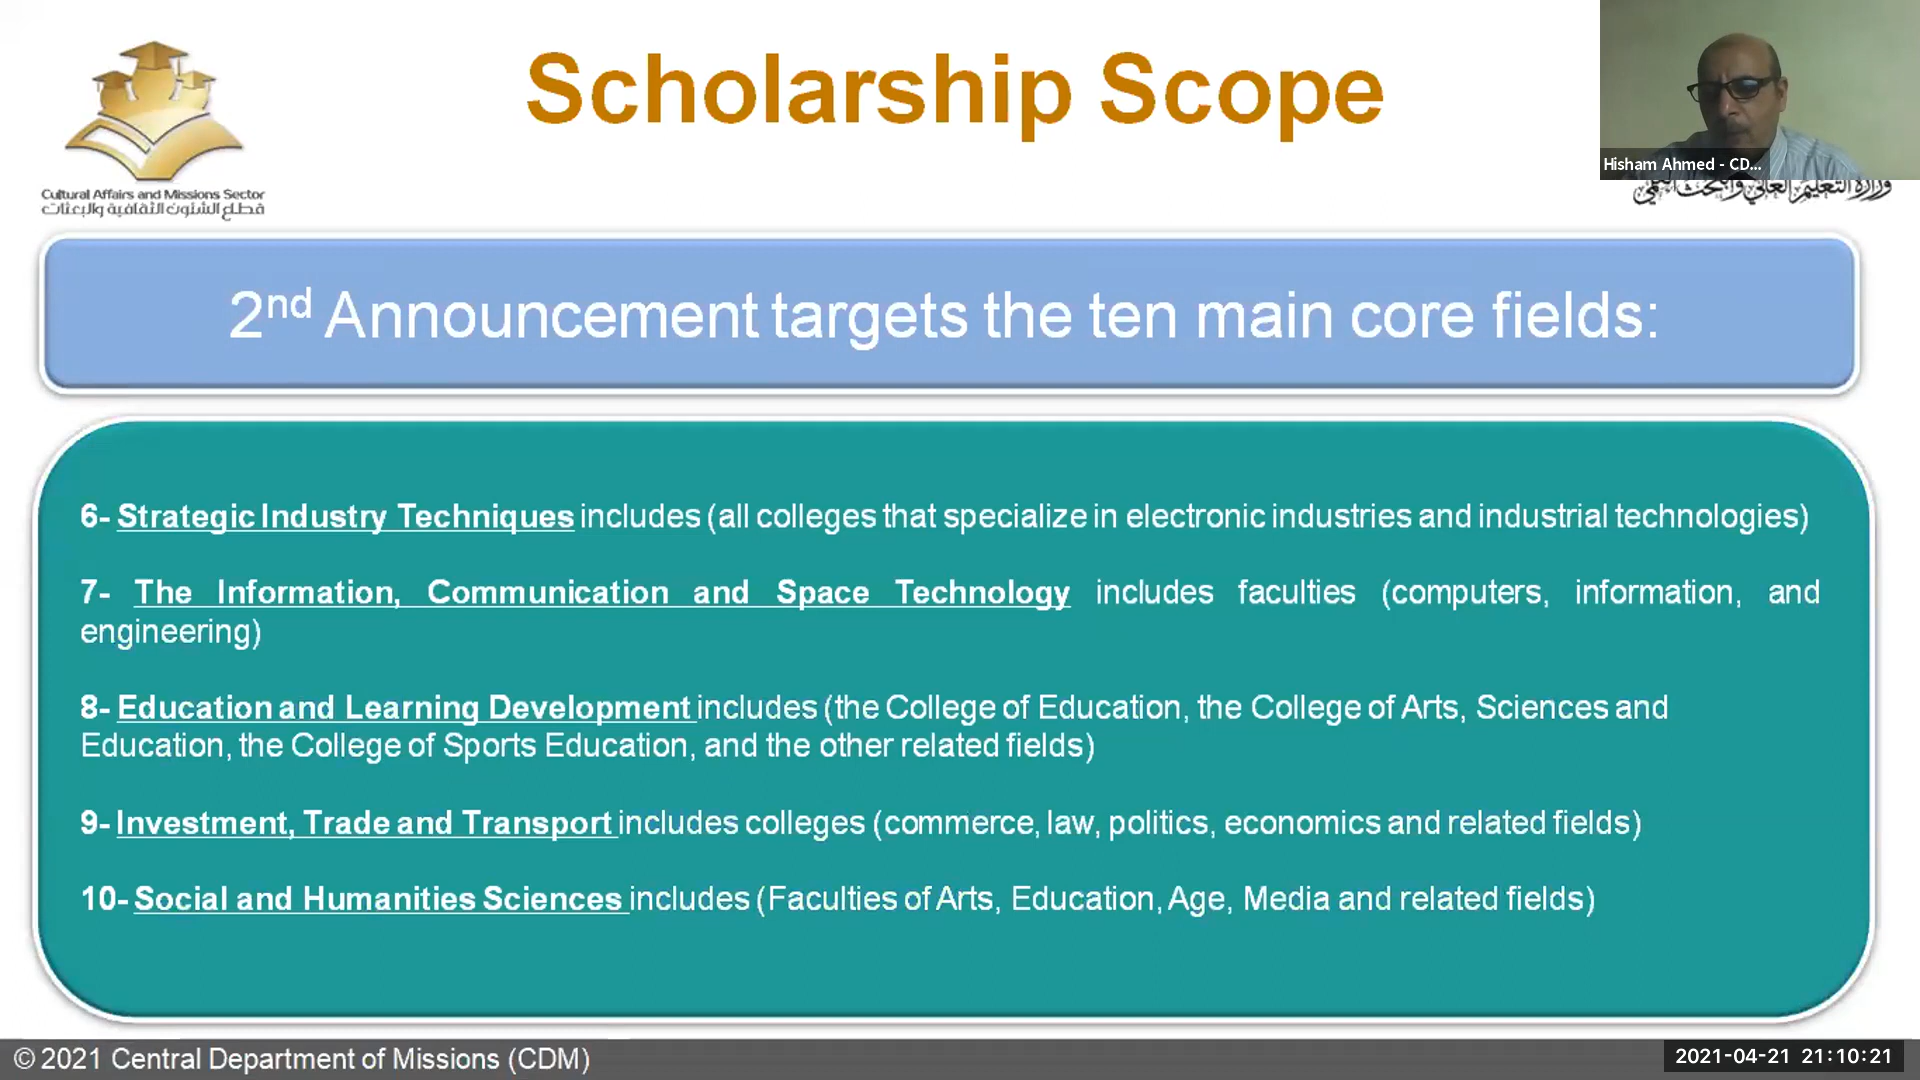 Scholarship Scope
Cultural Affairs and Missions Sector
قطاع الشئون الثقافية والبعثات
Hisham Ahmed - CD...
وزارة التعليم العالي والبحث العلمي
2nd Announcement targets the ten main core fields:
6- Strategic Industry Techniques includes (all colleges that specialize in electronic industries and industrial technologies)
7- The Information, Communication and Space Technology includes faculties (computers, information, and
engineering)
8- Education and Learning Development includes (the College of Education, the College of Arts, Sciences and
Education, the College of Sports Education, and the other related fields)
9- Investment, Trade and Transport includes colleges (commerce, law, politics, economics and related fields)
10- Social and Humanities Sciences includes (Faculties of Arts, Education, Age, Media and related fields)
© 2021 Central Department of Missions (CDM)
2021-04-21 21:10:21